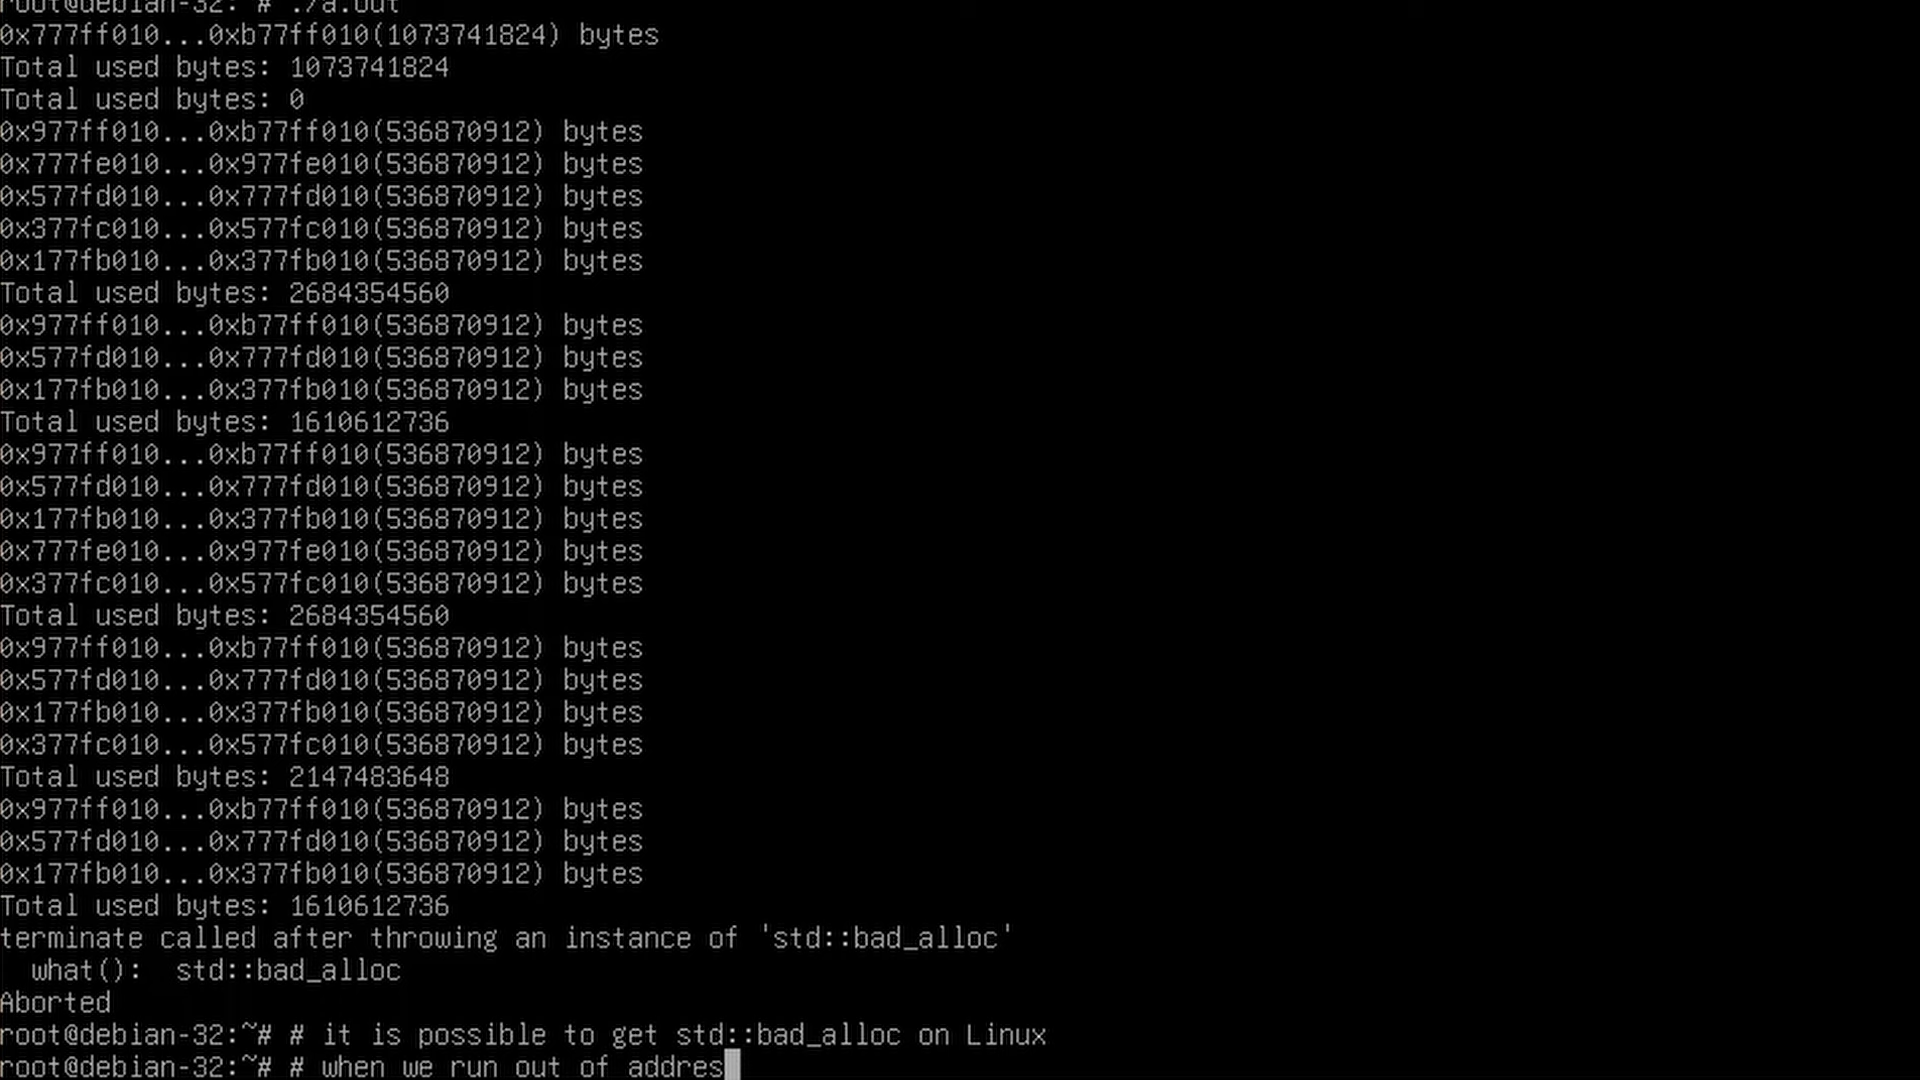 root@debian-32:~# ./a.out
0x777ff010...0xb77ff010(1073741824) bytes
Total used bytes: 1073741824
Total used bytes: 0
0x977ff010...0xb77ff010(536870912) bytes
0x777fe010...0x977fe010(536870912) bytes
0x577fd010...0x777fd010(536870912) bytes
0x377fc010...0x577fc010(536870912) bytes
0x177fb010...0x377fb010(536870912) bytes
Total used bytes: 2684354560
0x977ff010...0xb77ff010(536870912) bytes
0x577fd010...0x777fd010(536870912) bytes
0x177fb010...0x377fb010(536870912) bytes
Total used bytes: 1610612736
0x977ff010...0xb77ff010(536870912) bytes
0x577fd010...0x777fd010(536870912) bytes
0x177fb010...0x377fb010(536870912) bytes
0x777fe010...0x977fe010(536870912) bytes
0x377fc010...0x577fc010(536870912) bytes
Total used bytes: 2684354560
0x977ff010...0xb77ff010(536870912) bytes
0x577fd010...0x777fd010(536870912) bytes
0x177fb010...0x377fb010(536870912) bytes
0x377fc010...0x577fc010(536870912) bytes
Total used bytes: 2147483648
0x977ff010...0xb77ff010(536870912) bytes
0x577fd010...0x777fd010(536870912) bytes
0x177fb010...0x377fb010(536870912) bytes
Total used bytes: 1610612736
terminate called after throwing an instance of 'std::bad_alloc'
  what():  std::bad_alloc
Aborted
root@debian-32:~# # it is possible to get std::bad_alloc on Linux
root@debian-32:~# # when we run out of addres